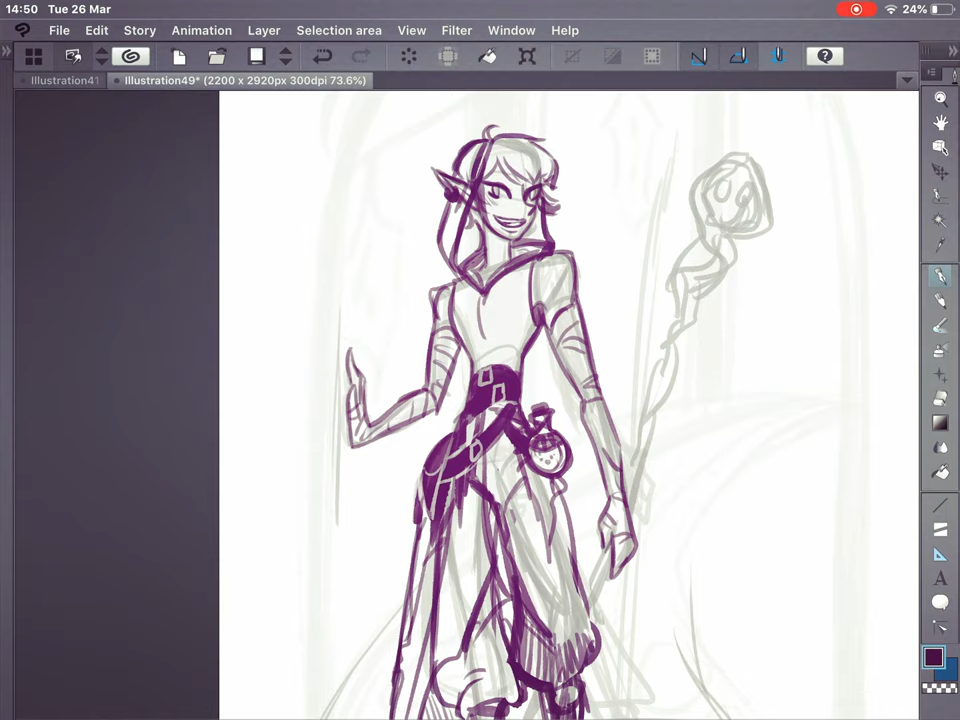 14:50 Tue 26 Mar 24%
File Edit Story Animation Layer Selection area View Filter Window Help
Illustration41 Illustration49* (2200 x 2920px 300dpi 73.6%)